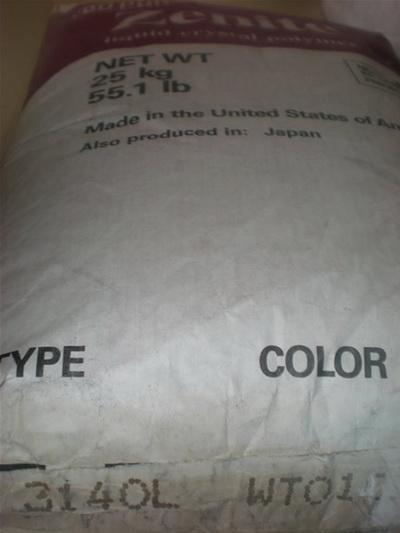 Zenite
liquid crystal polymer
NET WT
25 kg
55.1 lb
Made in the United States of
Also produced in: Japan
TYPE COLOR
3140L